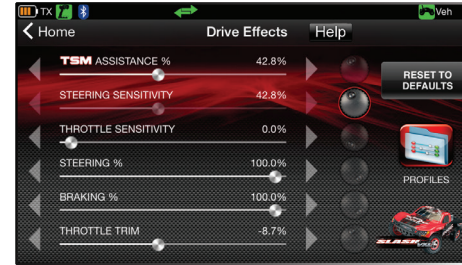 TX Veh
Home Drive Effects Help
TSM ASSISTANCE % 42.8%
RESET TO
DEFAULTS
STEERING SENSITIVITY 42.8%
THROTTLE SENSITIVITY 0.0%
STEERING % 100.0%
PROFILES
BRAKING % 100.0%
THROTTLE TRIM -8.7%
SLASH